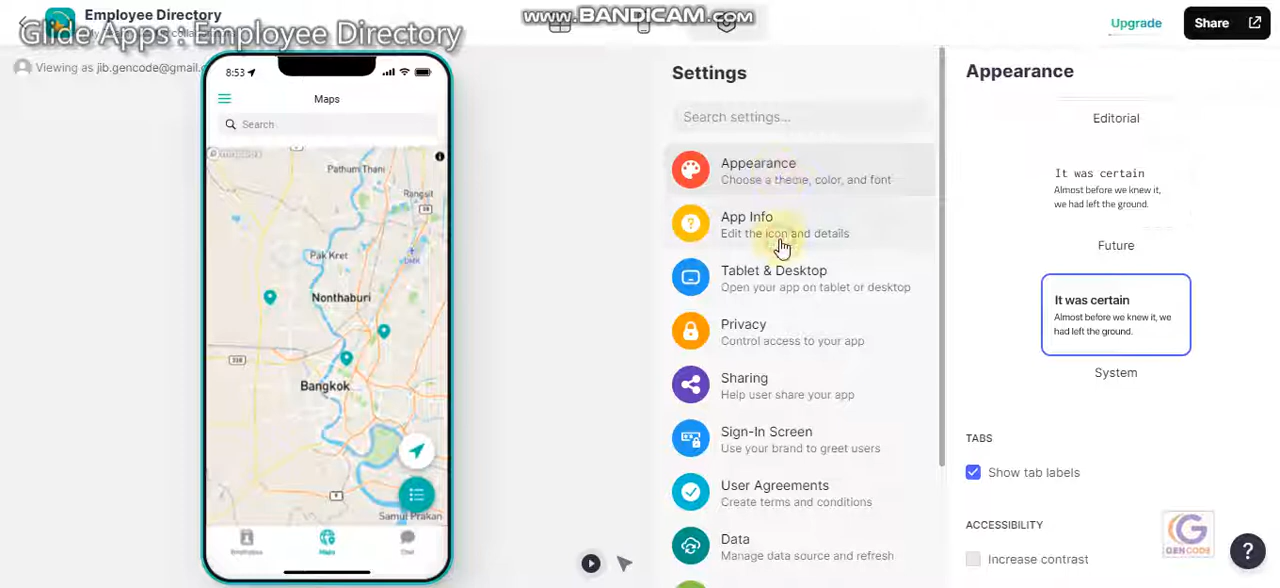 www.BANDICAM.com
Employee Directory
Glide Apps : Employee Directory
Upgrade
Share
Viewing as jib.gencode@gmail.c
8:53
Maps
Search
Pathum Thani
Rangsit
Pak Kret
DMK
Nonthaburi
Bangkok
Samut Prakan
Maps
Chat
Settings
Search settings...
Appearance
Choose a theme, color, and font
App Info
Edit the icon and details
Tablet & Desktop
Open your app on tablet or desktop
Privacy
Control access to your app
Sharing
Help user share your app
Sign-In Screen
Use your brand to greet users
User Agreements
Create terms and conditions
Data
Manage data source and refresh
Appearance
Editorial
It was certain
Almost before we knew it,
we had left the ground.
Future
It was certain
Almost before we knew it, we
had left the ground.
System
TABS
Show tab labels
ACCESSIBILITY
Increase contrast
GENCODE
?